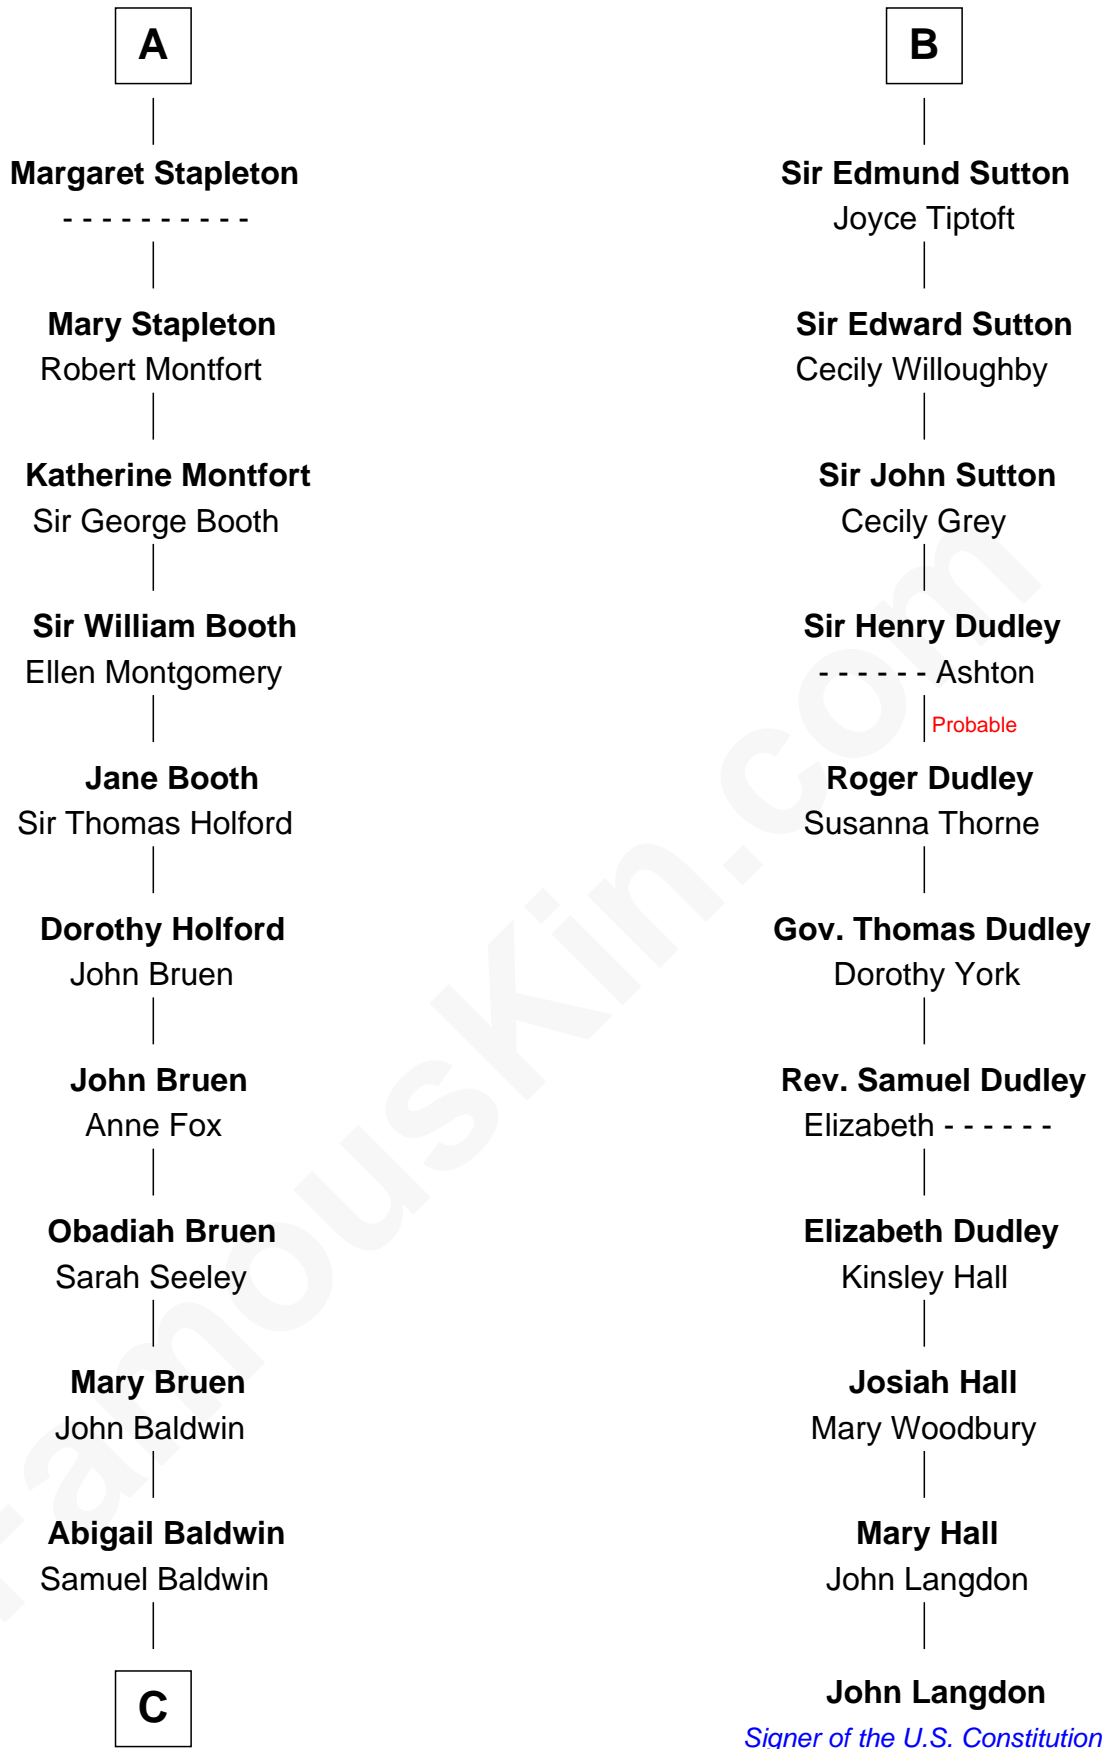 A
Margaret Stapleton
- - - - - - - - - -
Mary Stapleton
Robert Montfort
Katherine Montfort
Sir George Booth
Sir William Booth
Ellen Montgomery
Jane Booth
Sir Thomas Holford
Dorothy Holford
John Bruen
John Bruen
Anne Fox
Obadiah Bruen
Sarah Seeley
Mary Bruen
John Baldwin
Abigail Baldwin
Samuel Baldwin
C
B
Sir Edmund Sutton
Joyce Tiptoft
Sir Edward Sutton
Cecily Willoughby
Sir John Sutton
Cecily Grey
Sir Henry Dudley
- - - - - - Ashton
Probable
Roger Dudley
Susanna Thorne
Gov. Thomas Dudley
Dorothy York
Rev. Samuel Dudley
Elizabeth - - - - - -
Elizabeth Dudley
Kinsley Hall
Josiah Hall
Mary Woodbury
Mary Hall
John Langdon
John Langdon
Signer of the U.S. Constitution
FamousKin.com